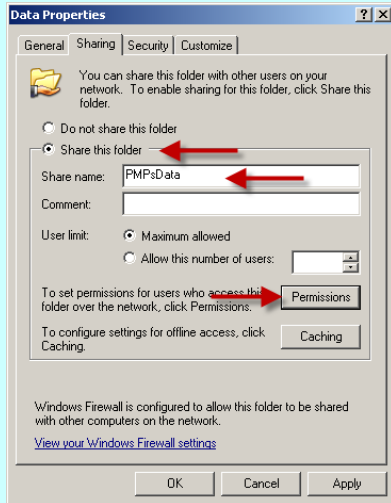 Data Properties
General Sharing Security Customize
You can share this folder with other users on your
network. To enable sharing for this folder, click Share this
folder.
Do not share this folder
Share this folder
Share name: PMPsData
Comment:
User limit: Maximum allowed
Allow this number of users:
To set permissions for users who access this
folder over the network, click Permissions.
Permissions
To configure settings for offline access, click
Caching.
Caching
Windows Firewall is configured to allow this folder to be shared
with other computers on the network.
View your Windows Firewall settings
OK Cancel Apply